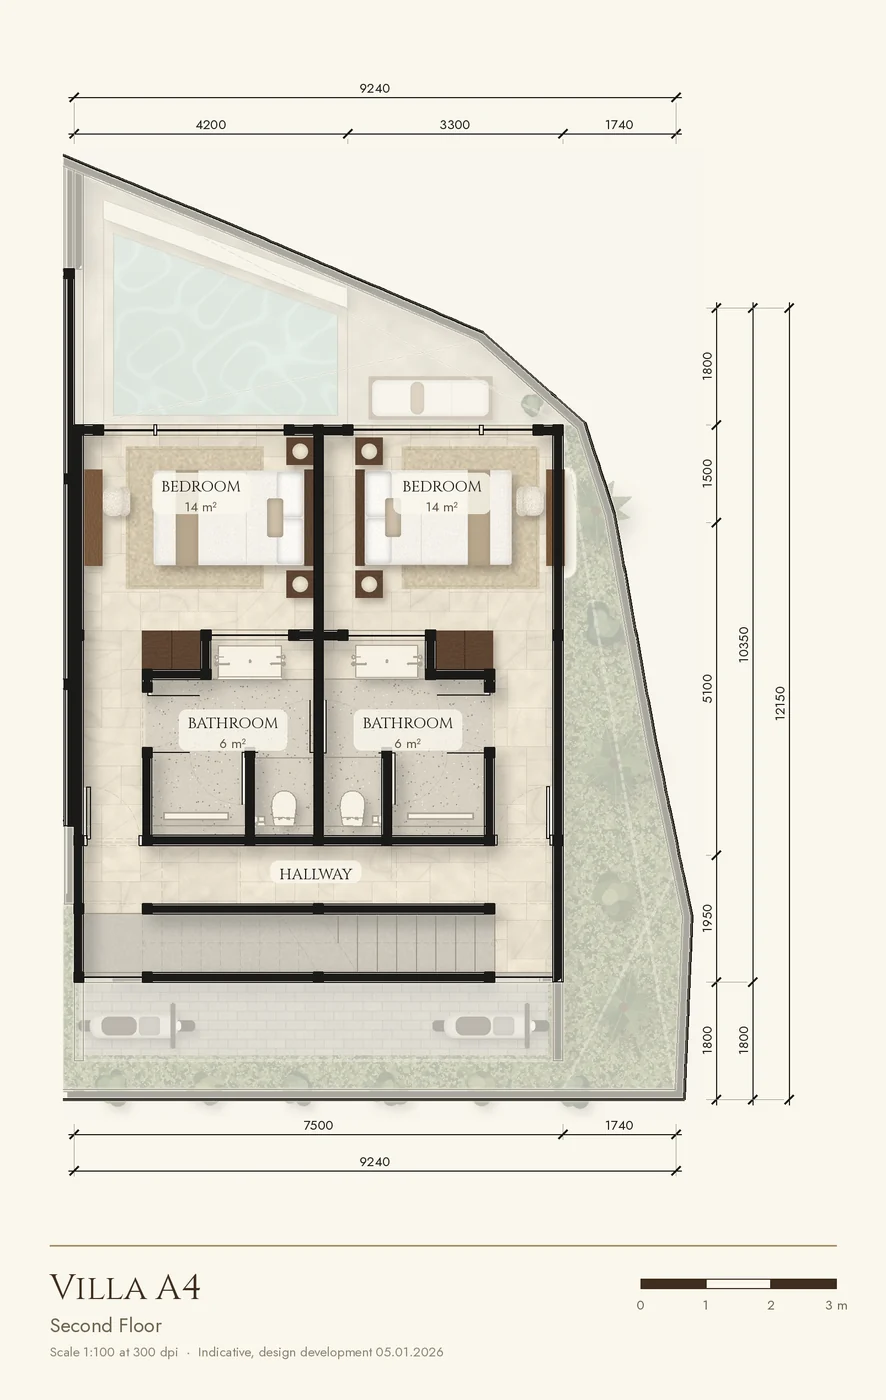 9240
4200 3300 1740
1800
1500
5100
1950
1800
10350
1800
12150
BEDROOM
14 m²
BEDROOM
14 m²
BATHROOM
6 m²
BATHROOM
6 m²
HALLWAY
7500 1740
9240
VILLA A4
Second Floor
Scale 1:100 at 300 dpi · Indicative, design development 05.01.2026
0 1 2 3 m